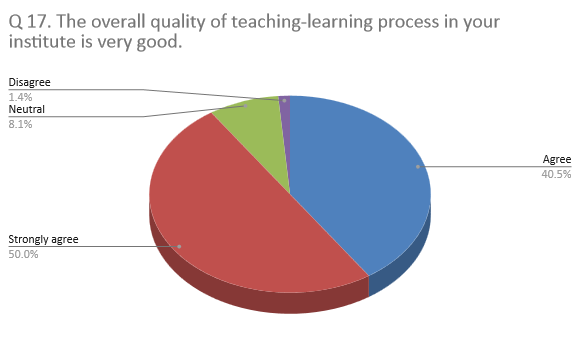 Q 17. The overall quality of teaching-learning process in your
institute is very good.
Disagree
1.4%
Neutral
8.1%
Agree
40.5%
Strongly agree
50.0%